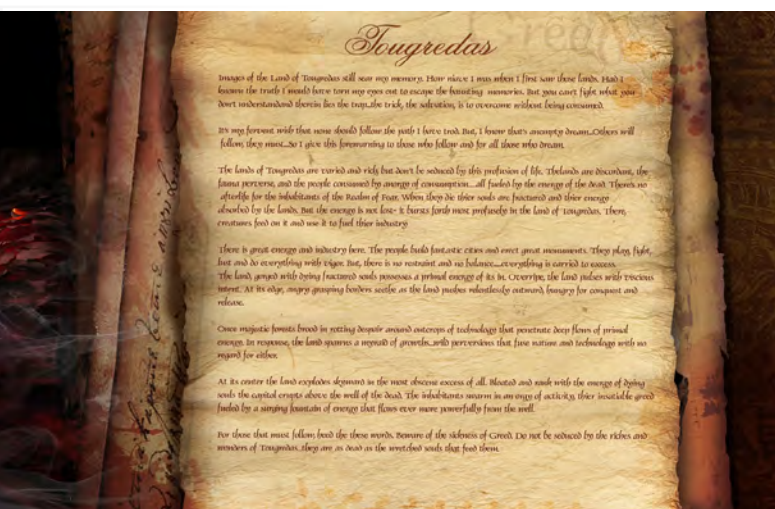 Tougredas
Images of the Land of Tougredas still sear my memory. How niave I was when I first saw those lands. Had I
known the truth I would have torn my eyes out to escape the haunting memories. But you can't fight what you
don't understandand therein lies the trap...the trick, the salvation, is to overcome without being consumed.
It's my fervent wish that none should follow the path I have trod. But, I know that's anempty dream...Others will
follow, they must...So I give this forewarning to those who follow and for all those who dream.
The lands of Tougredas are varied and rich but don't be seduced by this profusion of life. Thelands are discordant, the
fauna perverse, and the people consumed by anorgy of consumption....all fueled by the energy of the dead. There's no
afterlife for the inhabitants of the Realm of Fear. When they die thier souls are fractured and thier energy
absorbed by the lands. But the energy is not lost- it bursts forth most profusely in the land of Tougredas. There,
creatures feed on it and use it to fuel thier industry.
There is great energy and industry here. The people build fantastic cities and erect great monuments. They play, fight,
lust and do everything with vigor. But, there is no restraint and no balance....everything is carried to excess.
The land, gorged with dying fractured souls possesses a primal energy of its in. Overripe, the land pulses with viscious
intent. At its edge, angry grasping borders seethe as the land pushes relentlessly outward, hungry for conquest and
release.
Once majestic forests brood in rotting despair around outcrops of technology that penetrate deep flows of primal
energy. In response, the land spawns a myraid of growths...wild perversions that fuse nature and technology with no
regard for either.
At its center the land explodes skyward in the most obscene excess of all. Bloated and rank with the energy of dying
souls the capitol erupts above the well of the dead. The inhabitants swarm in an orgy of activity, thier insatiable greed
fueled by a surging fountain of energy that flows ever more powerfully from the well.
For those that must follow, heed the these words. Beware of the sickness of Greed. Do not be seduced by the riches and
wonders of Tougredas..they are as dead as the wretched souls that feed them.